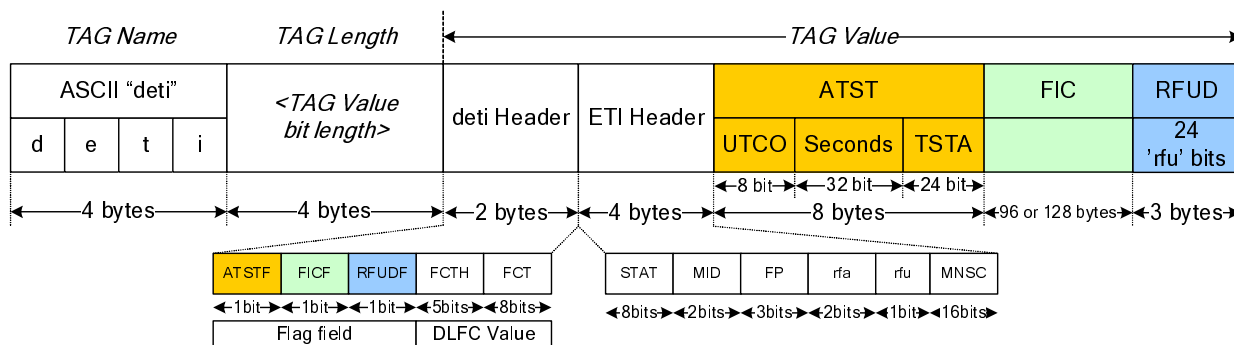 TAG Name TAG Length TAG Value
ASCII “deti” <TAG Value bit length> deti Header ETI Header ATST FIC RFUD
d e t i UTCO Seconds TSTA 24 'rfu' bits
8 bit 32 bit 24 bit
4 bytes 4 bytes 2 bytes 4 bytes 8 bytes 96 or 128 bytes 3 bytes
ATSTF FICF RFUDF FCTH FCT STAT MID FP rfa rfu MNSC
1bit 1bit 1bit 5bits 8bits 8bits 2bits 3bits 2bits 1bit 16bits
Flag field DLFC Value